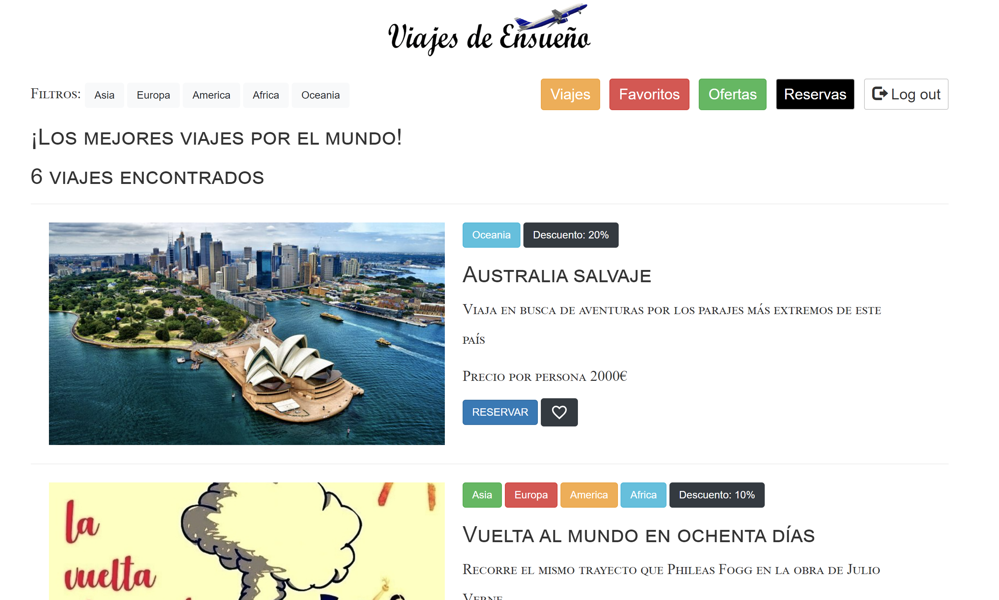 Viajes de Ensueño
Filtros: Asia Europa America Africa Oceania
Viajes Favoritos Ofertas Reservas Log out
¡Los mejores viajes por el mundo!
6 viajes encontrados
Oceania Descuento: 20%
Australia salvaje
Viaja en busca de aventuras por los parajes más extremos de este
país
Precio por persona 2000€
RESERVAR
la
vuelta
Asia Europa America Africa Descuento: 10%
Vuelta al mundo en ochenta días
Recorre el mismo trayecto que Phileas Fogg en la obra de Julio
Verne